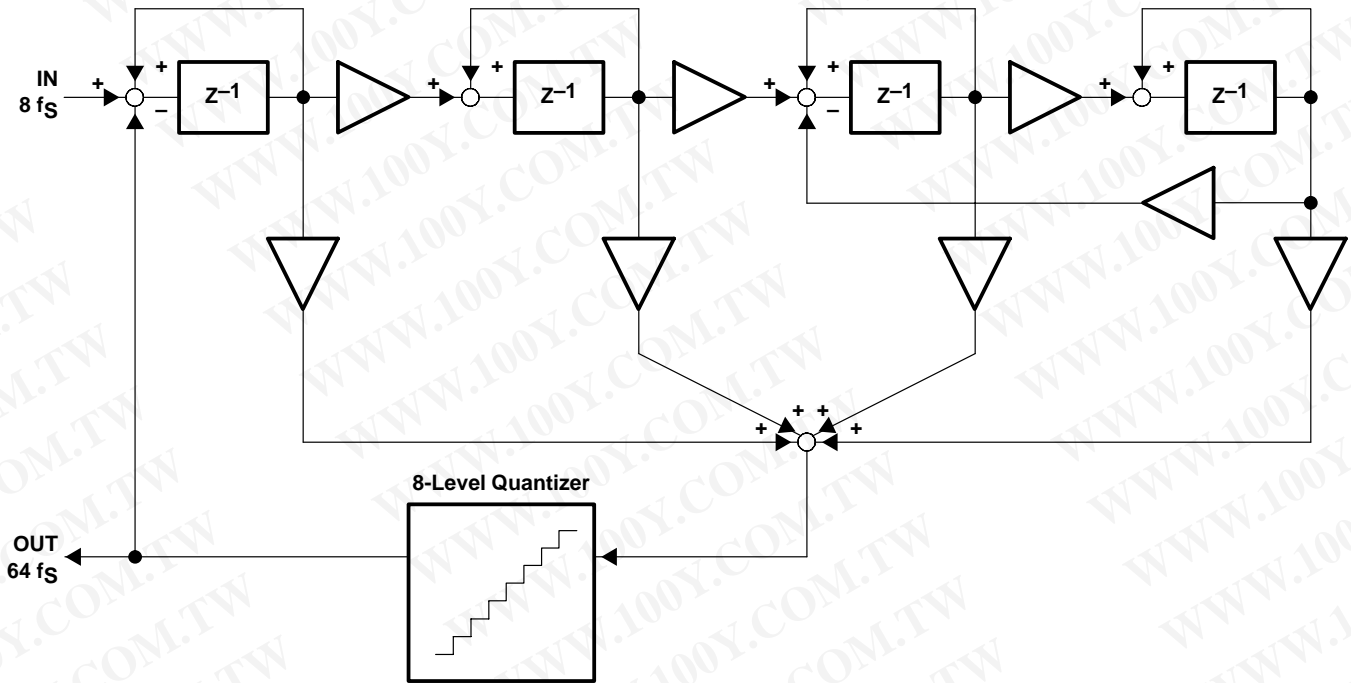 + + + +
IN + z–1 + z–1 + z–1 + z–1
8 fS – –
+ +
+ +
8-Level Quantizer
OUT
64 fS
WWW.100Y.COM.TW